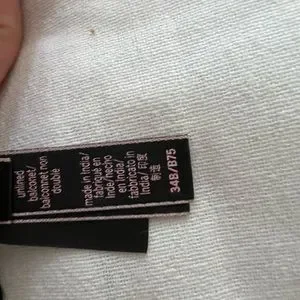 unlined
balconet/
balconnet non
doublé
made in India/
fabriqué en
Inde/hecho
en India/
fabbricato in
India/印度
制造
34B/B75